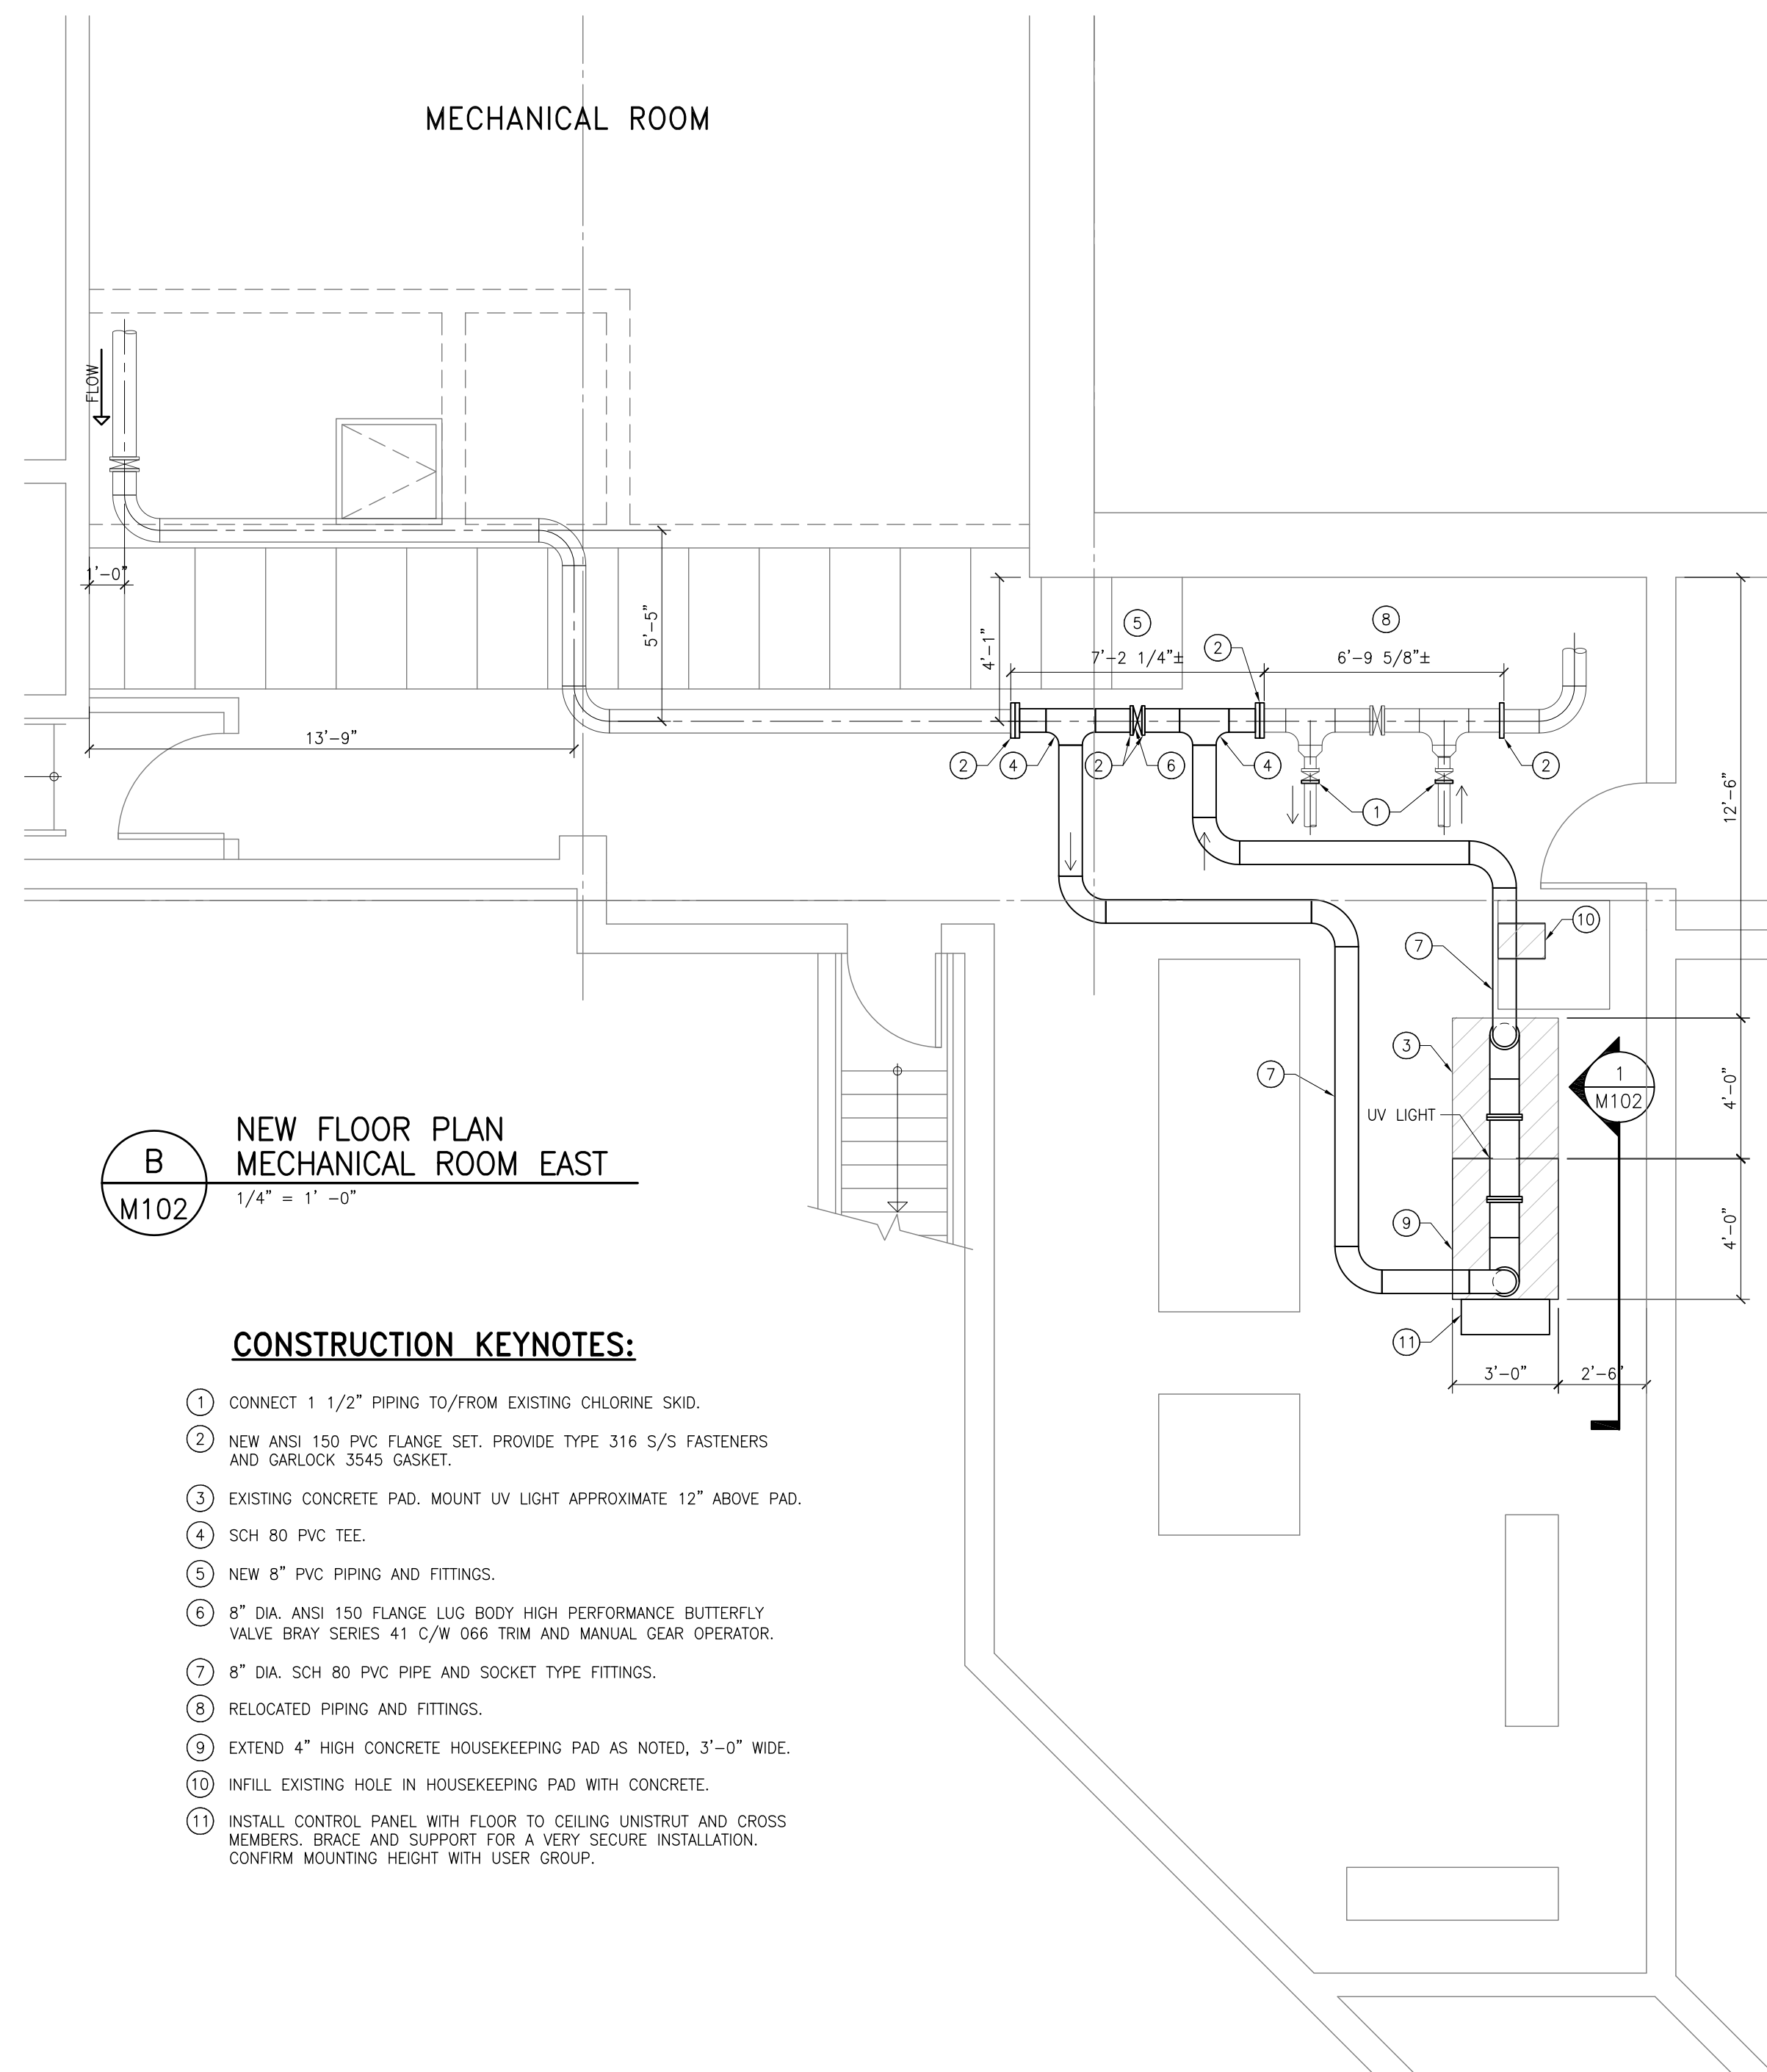 MECHANICAL ROOM
FLOW
1'-0"
5'-5"
4'-1"
5
8
2
7'-2 1/4"±
6'-9 5/8"±
13'-9"
2
4
2
6
4
2
1
12'-6"
10
7
3
7
1
M102
4'-0"
UV LIGHT
9
4'-0"
11
3'-0"
2'-6"
B
M102
NEW FLOOR PLAN
MECHANICAL ROOM EAST
1/4" = 1' -0"
CONSTRUCTION KEYNOTES:
1 CONNECT 1 1/2" PIPING TO/FROM EXISTING CHLORINE SKID.
2 NEW ANSI 150 PVC FLANGE SET. PROVIDE TYPE 316 S/S FASTENERS
AND GARLOCK 3545 GASKET.
3 EXISTING CONCRETE PAD. MOUNT UV LIGHT APPROXIMATE 12" ABOVE PAD.
4 SCH 80 PVC TEE.
5 NEW 8" PVC PIPING AND FITTINGS.
6 8" DIA. ANSI 150 FLANGE LUG BODY HIGH PERFORMANCE BUTTERFLY
VALVE BRAY SERIES 41 C/W 066 TRIM AND MANUAL GEAR OPERATOR.
7 8" DIA. SCH 80 PVC PIPE AND SOCKET TYPE FITTINGS.
8 RELOCATED PIPING AND FITTINGS.
9 EXTEND 4" HIGH CONCRETE HOUSEKEEPING PAD AS NOTED, 3'-0" WIDE.
10 INFILL EXISTING HOLE IN HOUSEKEEPING PAD WITH CONCRETE.
11 INSTALL CONTROL PANEL WITH FLOOR TO CEILING UNISTRUT AND CROSS
MEMBERS. BRACE AND SUPPORT FOR A VERY SECURE INSTALLATION.
CONFIRM MOUNTING HEIGHT WITH USER GROUP.